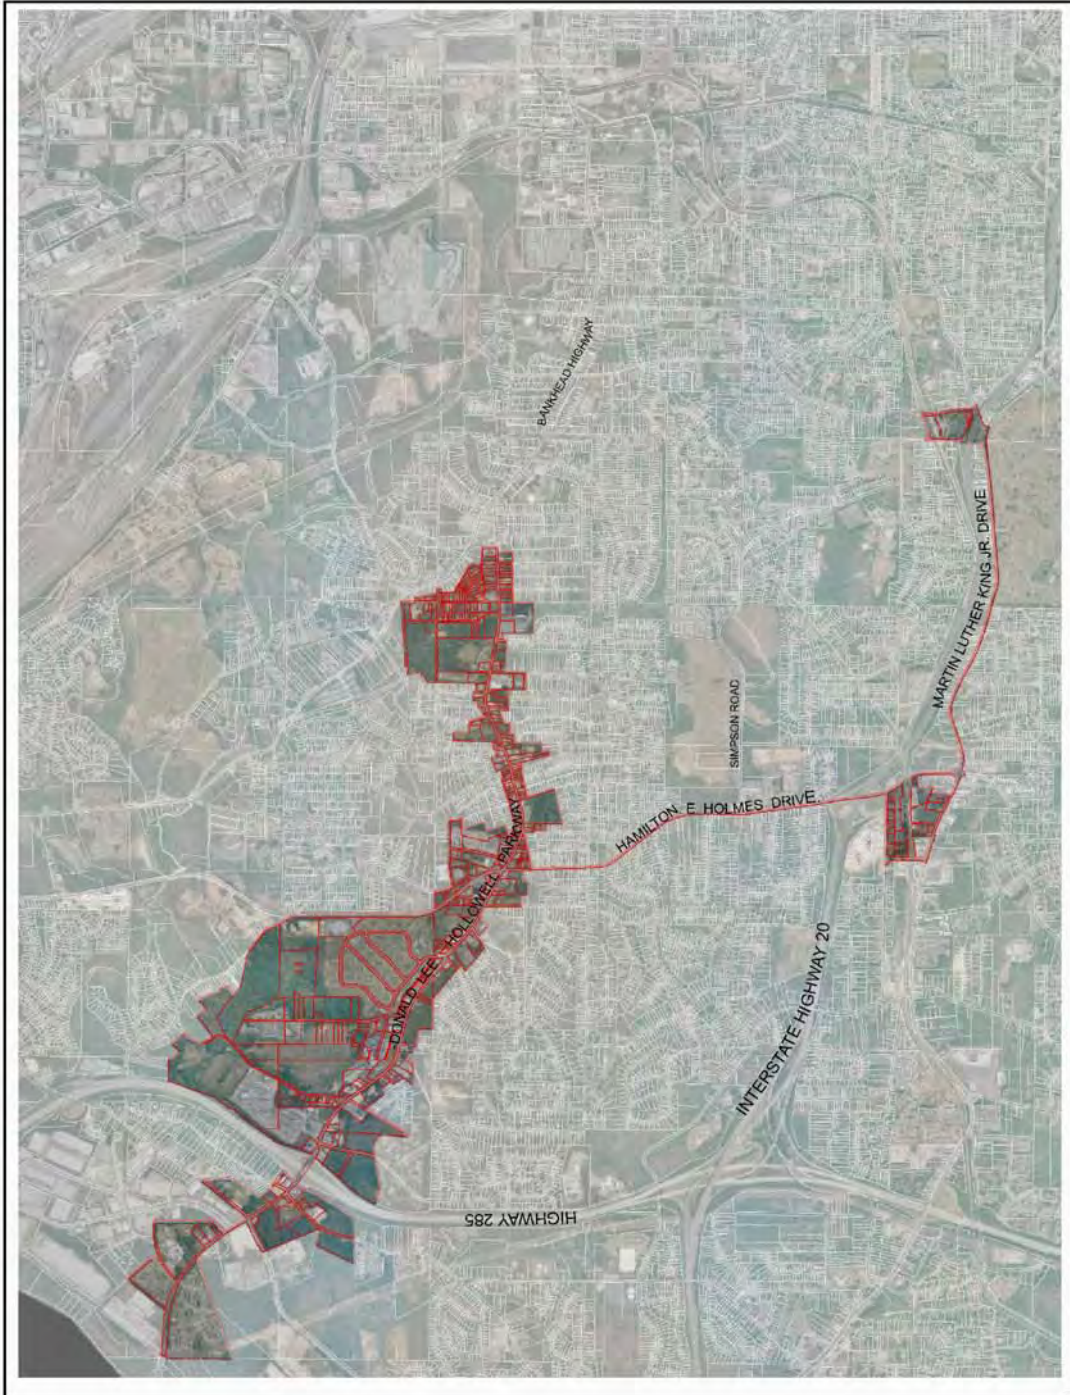 BANKHEAD HIGHWAY
MARTIN LUTHER KING JR. DRIVE
SIMPSON ROAD
HAMILTON E HOLMES DRIVE.
DONALD LEE HOLLOWELL PARKWAY
INTERSTATE HIGHWAY 20
HIGHWAY 285